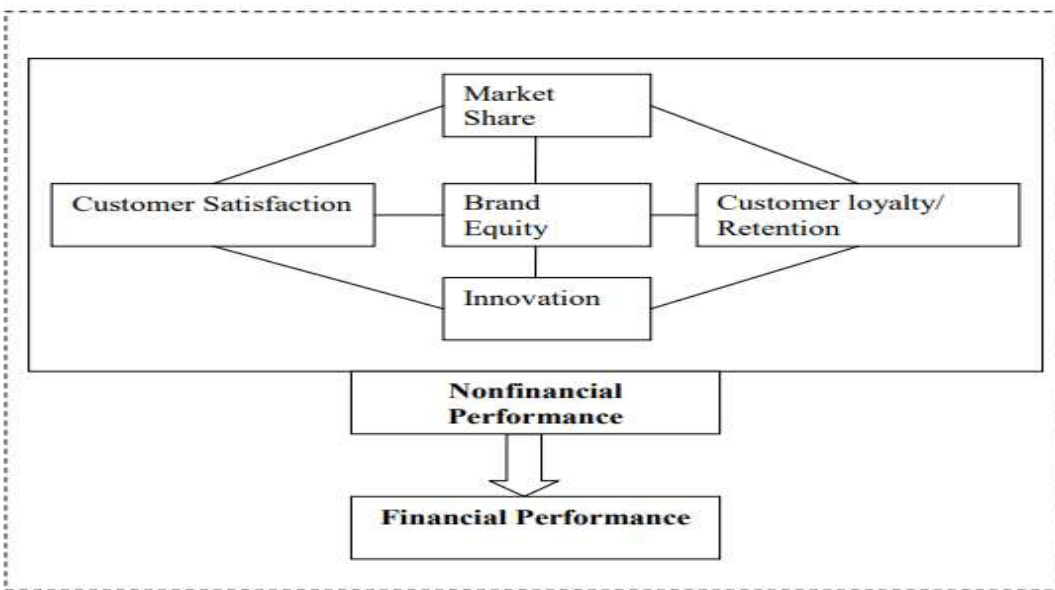 Market
Share
Customer Satisfaction
Brand
Equity
Customer loyalty/
Retention
Innovation
Nonfinancial
Performance
Financial Performance